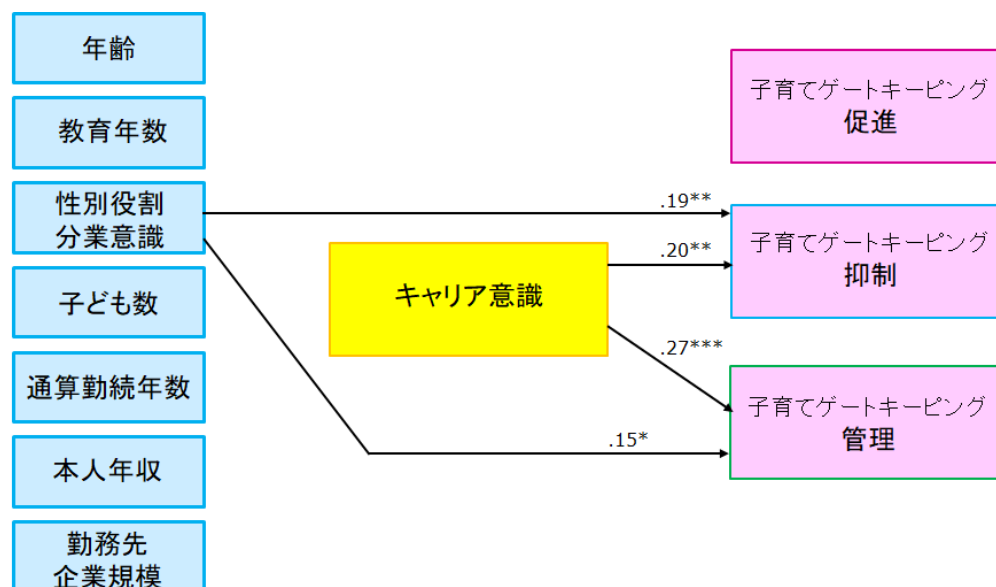 年齢
教育年数
性別役割
分業意識
子ども数
通算勤続年数
本人年収
勤務先
企業規模
キャリア意識
.19**
.20**
.27***
.15*
子育てゲートキーピング
促進
子育てゲートキーピング
抑制
子育てゲートキーピング
管理